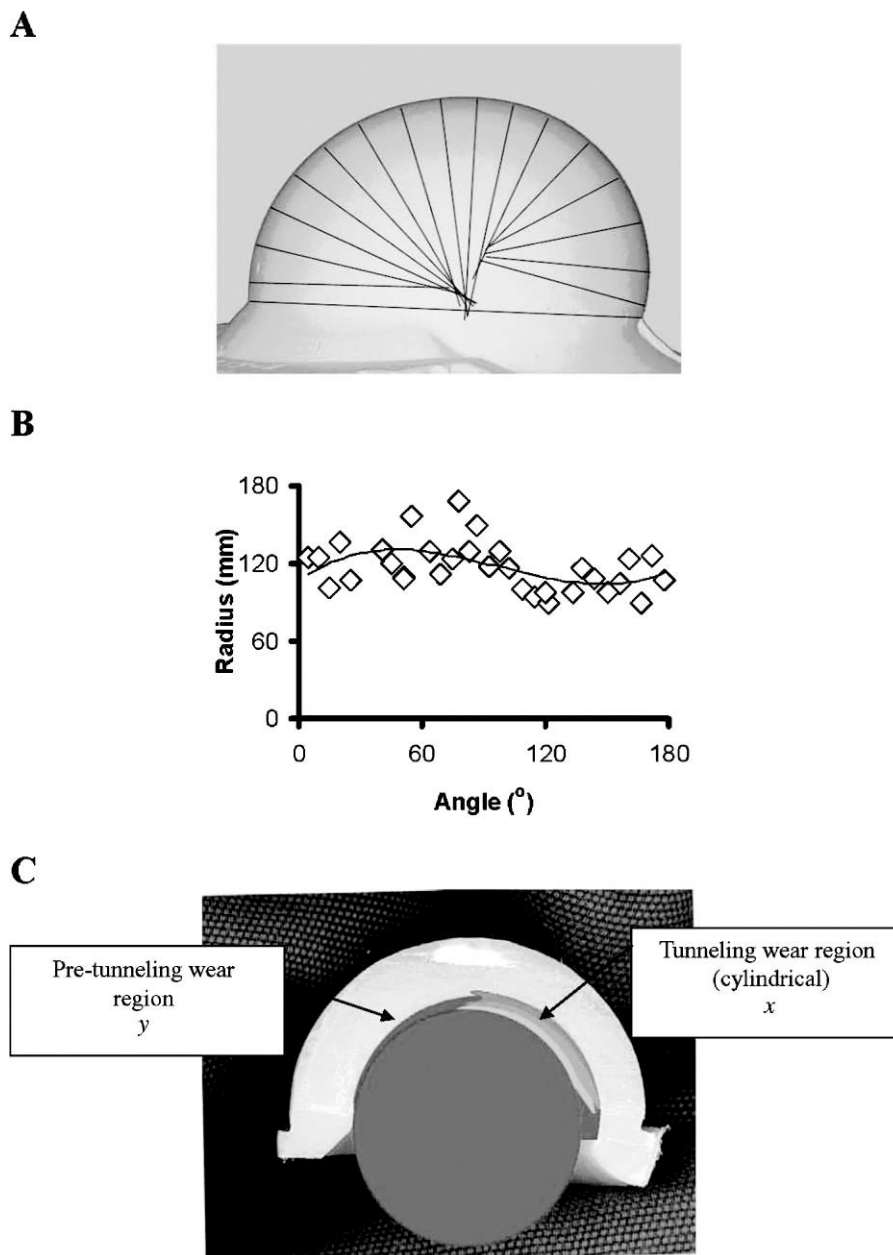 A
B
180
120
60
0
Radius (mm)
0 60 120 180
Angle (º)
C
Pre-tunneling wear
region
y
Tunneling wear region
(cylindrical)
x